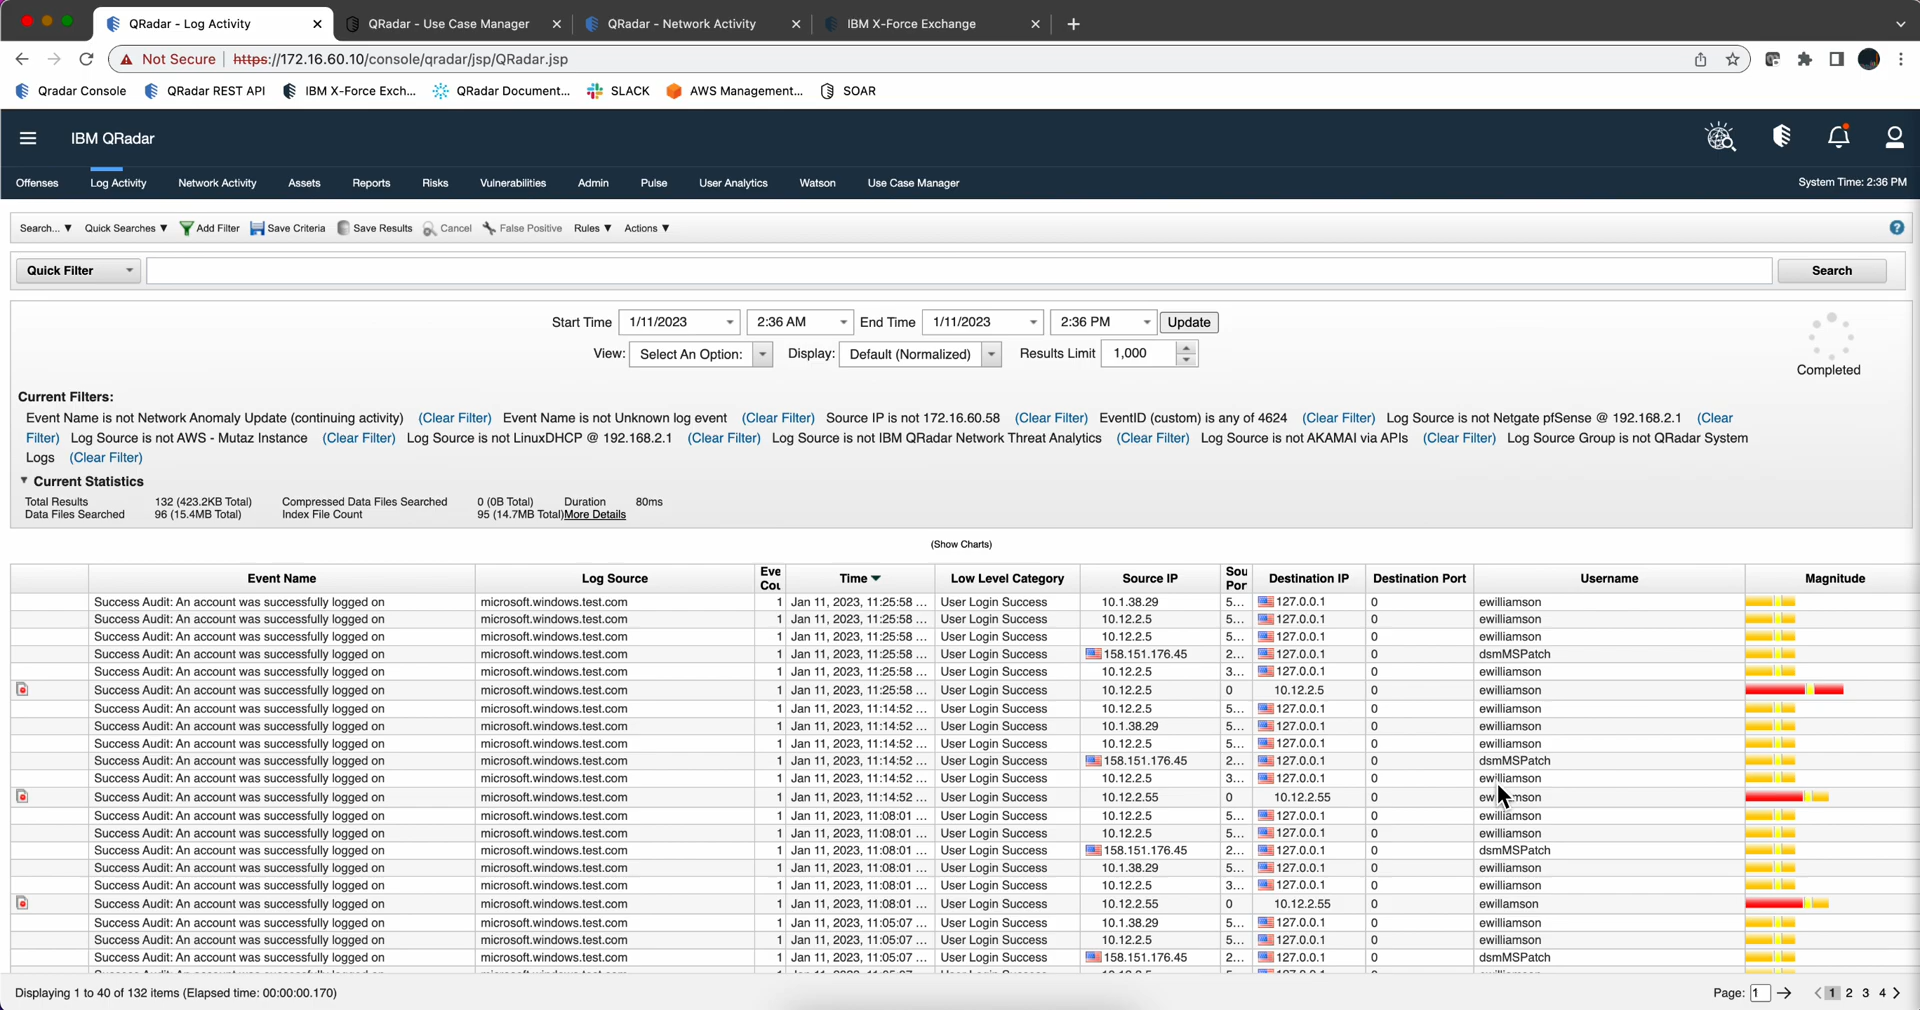 QRadar - Log Activity
QRadar - Use Case Manager
QRadar - Network Activity
IBM X-Force Exchange
Not Secure https://172.16.60.10/console/qradar/jsp/QRadar.jsp
Qradar Console QRadar REST API IBM X-Force Exch... QRadar Document... SLACK AWS Management... SOAR
IBM QRadar
Offenses Log Activity Network Activity Assets Reports Risks Vulnerabilities Admin Pulse User Analytics Watson Use Case Manager System Time: 2:36 PM
Search... Quick Searches Add Filter Save Criteria Save Results Cancel False Positive Rules Actions
Quick Filter Search
Start Time 1/11/2023 2:36 AM End Time 1/11/2023 2:36 PM Update
View: Select An Option: Display: Default (Normalized) Results Limit 1,000
Completed
Current Filters:
Event Name is not Network Anomaly Update (continuing activity) (Clear Filter) Event Name is not Unknown log event (Clear Filter) Source IP is not 172.16.60.58 (Clear Filter) EventID (custom) is any of 4624 (Clear Filter) Log Source is not Netgate pfSense @ 192.168.2.1 (Clear
Filter) Log Source is not AWS - Mutaz Instance (Clear Filter) Log Source is not LinuxDHCP @ 192.168.2.1 (Clear Filter) Log Source is not IBM QRadar Network Threat Analytics (Clear Filter) Log Source is not AKAMAI via APIs (Clear Filter) Log Source Group is not QRadar System
Logs (Clear Filter)
Current Statistics
Total Results 132 (423.2KB Total) Compressed Data Files Searched 0 (0B Total) Duration 80ms
Data Files Searched 96 (15.4MB Total) Index File Count 95 (14.7MB Total) More Details
(Show Charts)
Event Name Log Source Eve Cou Time Low Level Category Source IP Sou Por Destination IP Destination Port Username Magnitude
Success Audit: An account was successfully logged on microsoft.windows.test.com 1 Jan 11, 2023, 11:25:58 ... User Login Success 10.1.38.29 5... 127.0.0.1 0 ewilliamson
Success Audit: An account was successfully logged on microsoft.windows.test.com 1 Jan 11, 2023, 11:25:58 ... User Login Success 10.12.2.5 5... 127.0.0.1 0 ewilliamson
Success Audit: An account was successfully logged on microsoft.windows.test.com 1 Jan 11, 2023, 11:25:58 ... User Login Success 10.12.2.5 5... 127.0.0.1 0 ewilliamson
Success Audit: An account was successfully logged on microsoft.windows.test.com 1 Jan 11, 2023, 11:25:58 ... User Login Success 158.151.176.45 2... 127.0.0.1 0 dsmMSPatch
Success Audit: An account was successfully logged on microsoft.windows.test.com 1 Jan 11, 2023, 11:25:58 ... User Login Success 10.12.2.5 3... 127.0.0.1 0 ewilliamson
Success Audit: An account was successfully logged on microsoft.windows.test.com 1 Jan 11, 2023, 11:25:58 ... User Login Success 10.12.2.5 0 10.12.2.5 0 ewilliamson
Success Audit: An account was successfully logged on microsoft.windows.test.com 1 Jan 11, 2023, 11:14:52 ... User Login Success 10.12.2.5 5... 127.0.0.1 0 ewilliamson
Success Audit: An account was successfully logged on microsoft.windows.test.com 1 Jan 11, 2023, 11:14:52 ... User Login Success 10.1.38.29 5... 127.0.0.1 0 ewilliamson
Success Audit: An account was successfully logged on microsoft.windows.test.com 1 Jan 11, 2023, 11:14:52 ... User Login Success 10.12.2.5 5... 127.0.0.1 0 ewilliamson
Success Audit: An account was successfully logged on microsoft.windows.test.com 1 Jan 11, 2023, 11:14:52 ... User Login Success 158.151.176.45 2... 127.0.0.1 0 dsmMSPatch
Success Audit: An account was successfully logged on microsoft.windows.test.com 1 Jan 11, 2023, 11:14:52 ... User Login Success 10.12.2.5 3... 127.0.0.1 0 ewilliamson
Success Audit: An account was successfully logged on microsoft.windows.test.com 1 Jan 11, 2023, 11:14:52 ... User Login Success 10.12.2.55 0 10.12.2.55 0
Success Audit: An account was successfully logged on microsoft.windows.test.com 1 Jan 11, 2023, 11:08:01 ... User Login Success 10.12.2.5 5... 127.0.0.1 0 ewilliamson
Success Audit: An account was successfully logged on microsoft.windows.test.com 1 Jan 11, 2023, 11:08:01 ... User Login Success 10.12.2.5 5... 127.0.0.1 0 ewilliamson
Success Audit: An account was successfully logged on microsoft.windows.test.com 1 Jan 11, 2023, 11:08:01 ... User Login Success 158.151.176.45 2... 127.0.0.1 0 dsmMSPatch
Success Audit: An account was successfully logged on microsoft.windows.test.com 1 Jan 11, 2023, 11:08:01 ... User Login Success 10.1.38.29 5... 127.0.0.1 0 ewilliamson
Success Audit: An account was successfully logged on microsoft.windows.test.com 1 Jan 11, 2023, 11:08:01 ... User Login Success 10.12.2.5 3... 127.0.0.1 0 ewilliamson
Success Audit: An account was successfully logged on microsoft.windows.test.com 1 Jan 11, 2023, 11:08:01 ... User Login Success 10.12.2.55 0 10.12.2.55 0 ewillamson
Success Audit: An account was successfully logged on microsoft.windows.test.com 1 Jan 11, 2023, 11:05:07 ... User Login Success 10.1.38.29 5... 127.0.0.1 0 ewilliamson
Success Audit: An account was successfully logged on microsoft.windows.test.com 1 Jan 11, 2023, 11:05:07 ... User Login Success 10.12.2.5 5... 127.0.0.1 0 ewilliamson
Success Audit: An account was successfully logged on microsoft.windows.test.com 1 Jan 11, 2023, 11:05:07 ... User Login Success 158.151.176.45 2... 127.0.0.1 0 dsmMSPatch
Displaying 1 to 40 of 132 items (Elapsed time: 00:00:00.170) Page: 1 1 2 3 4